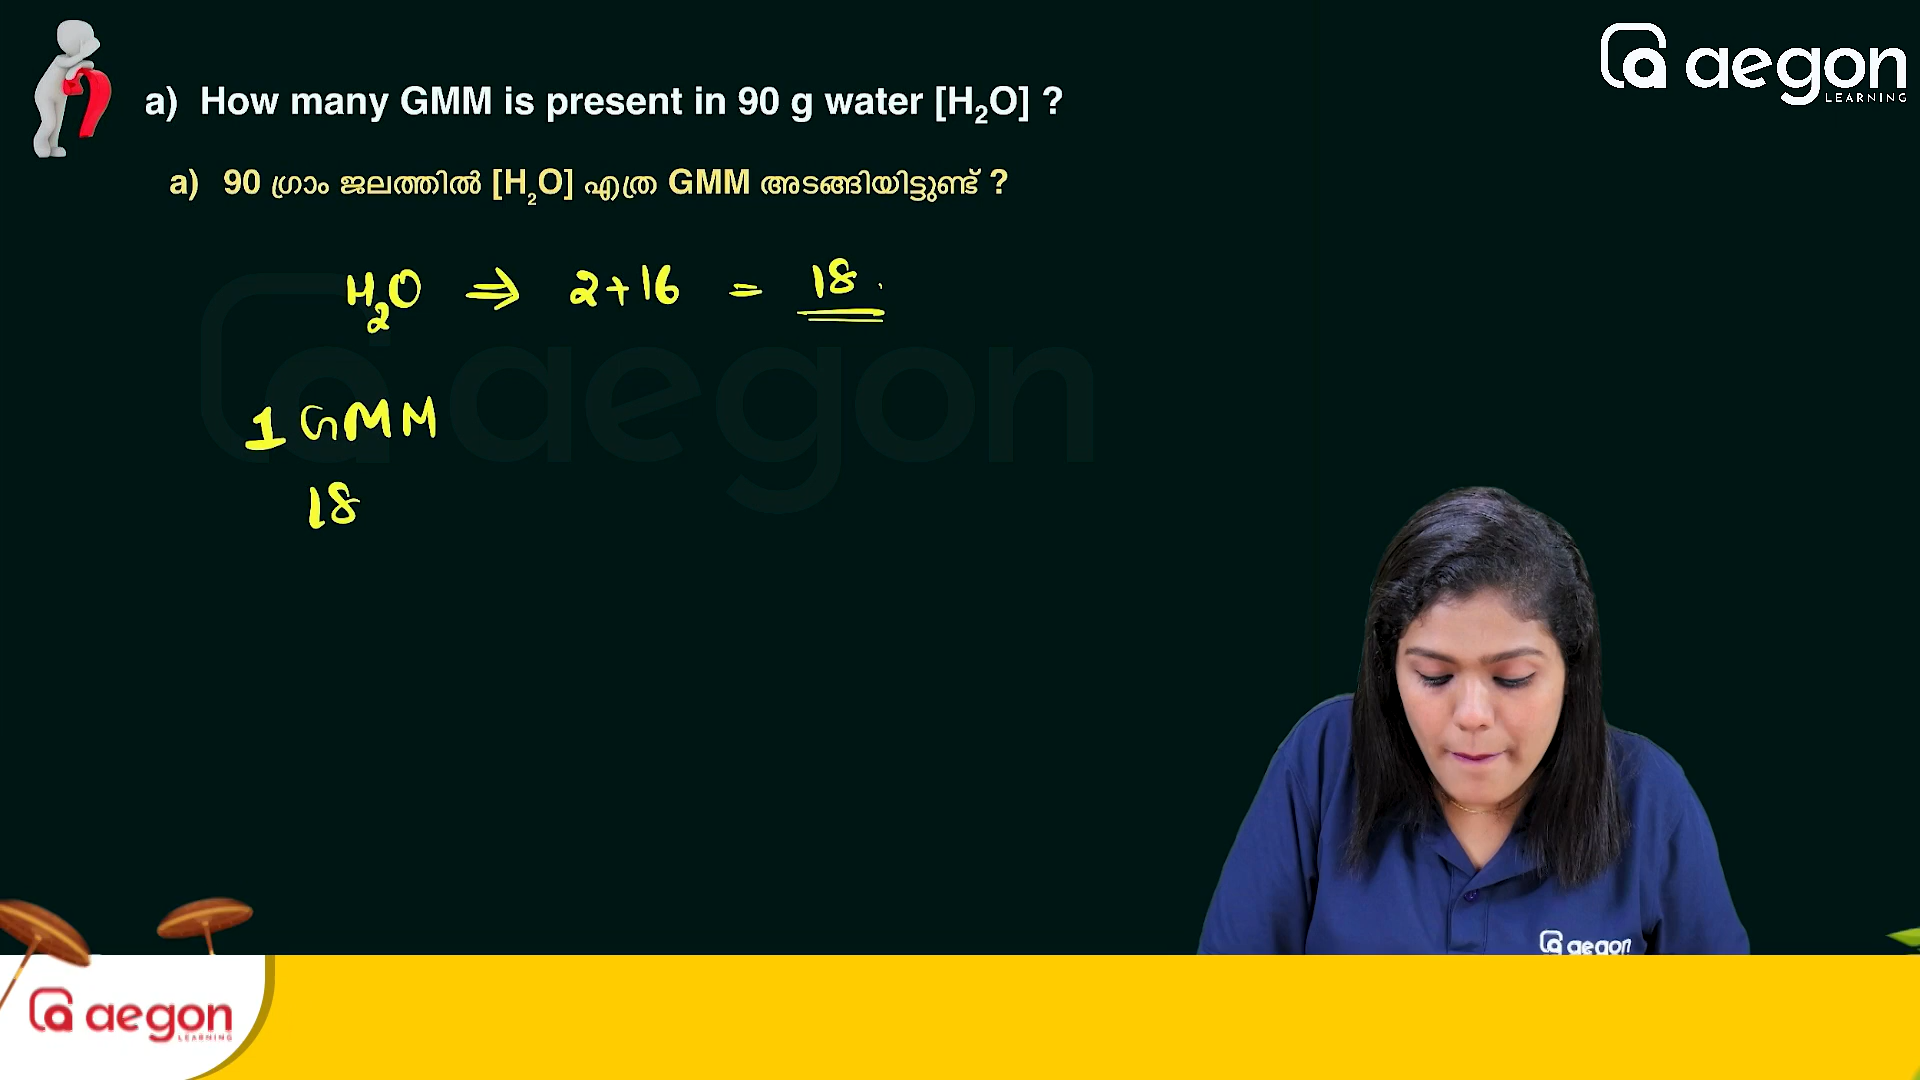 aegon
LEARNING
a) How many GMM is present in 90 g water [H₂O] ?
a) 90 ഗ്രാം ജലത്തിൽ [H₂O] എത്ര GMM അടങ്ങിയിട്ടുണ്ട് ?
H₂O ⇒ 2+16 = 18.
aegon
1 GMM
18
aegon
aegon
LEARNING